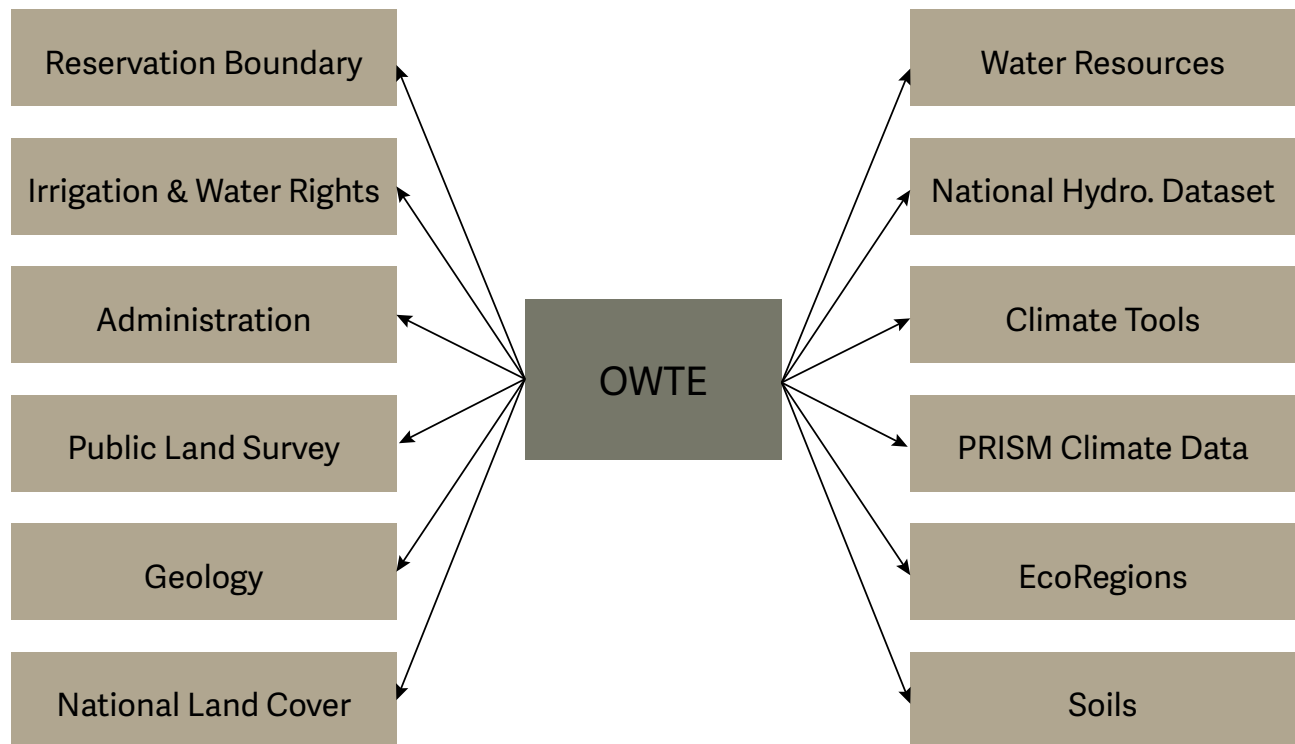 Reservation Boundary
Irrigation & Water Rights
Administration
Public Land Survey
Geology
National Land Cover
OWTE
Water Resources
National Hydro. Dataset
Climate Tools
PRISM Climate Data
EcoRegions
Soils